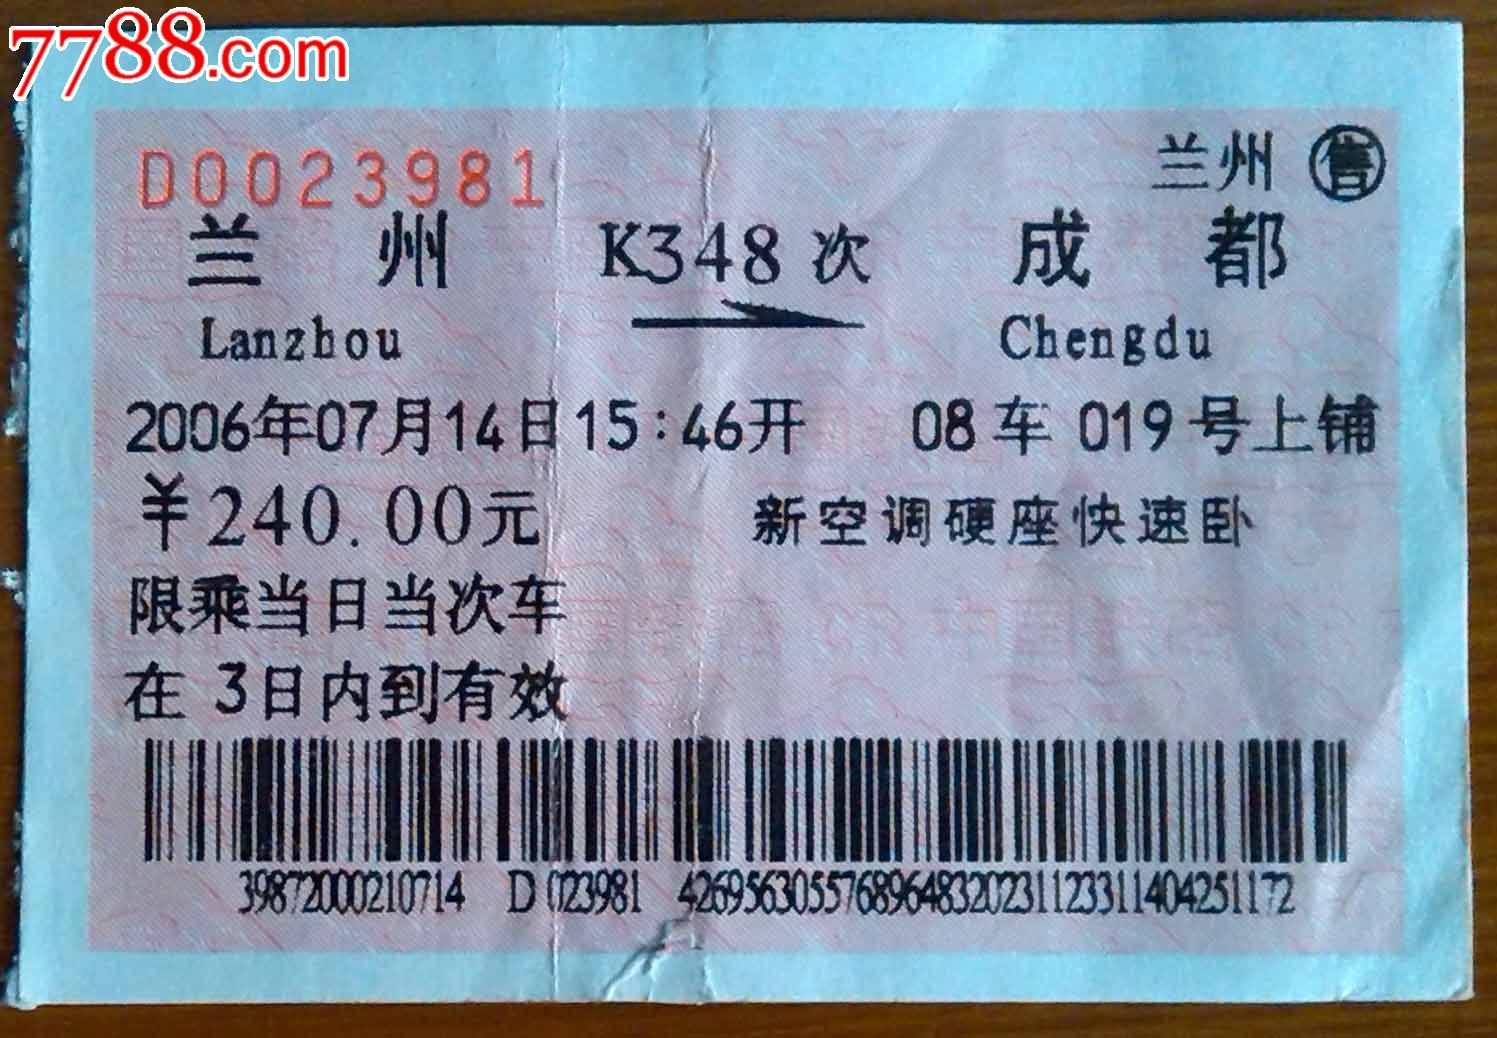 7788.com
D0023981
兰州 售
兰州 K348次 成都
Lanzhou Chengdu
2006年07月14日15:46开 08车 019号上铺
￥240.00元 新空调硬座快速卧
限乘当日当次车
在 3日内到有效
39872000210714 D 023981 42695630557689648320231123311404251172